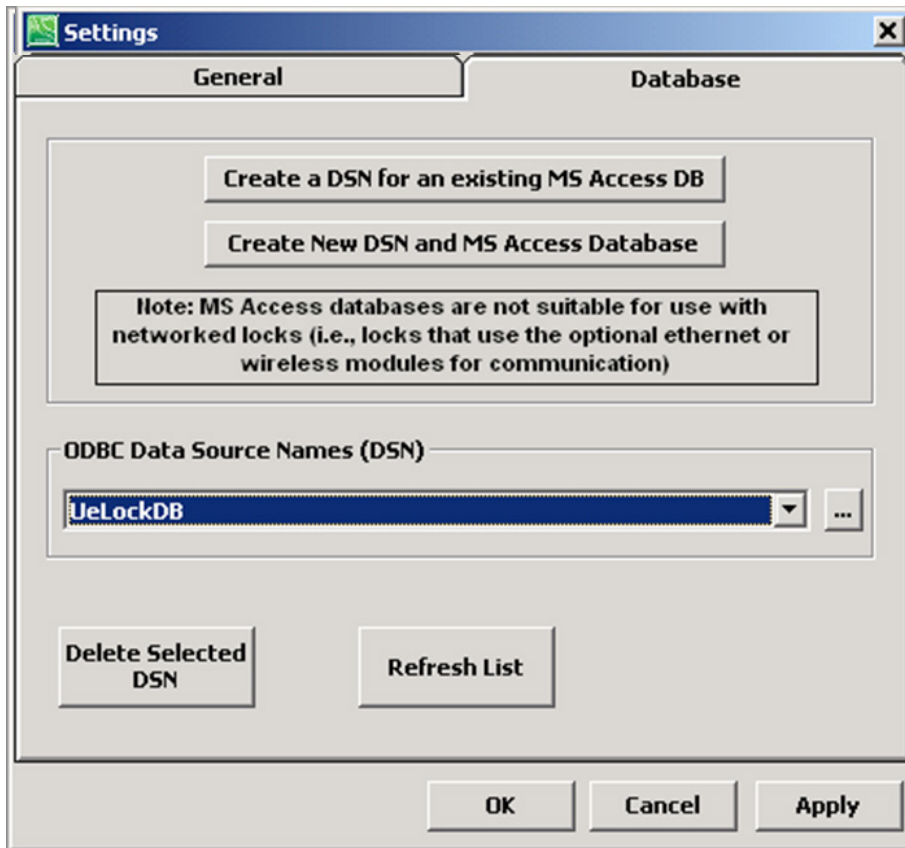 Settings
General
Database
Create a DSN for an existing MS Access DB
Create New DSN and MS Access Database
Note: MS Access databases are not suitable for use with
networked locks (i.e., locks that use the optional ethernet or
wireless modules for communication)
ODBC Data Source Names (DSN)
UeLockDB
...
Delete Selected
DSN
Refresh List
OK
Cancel
Apply